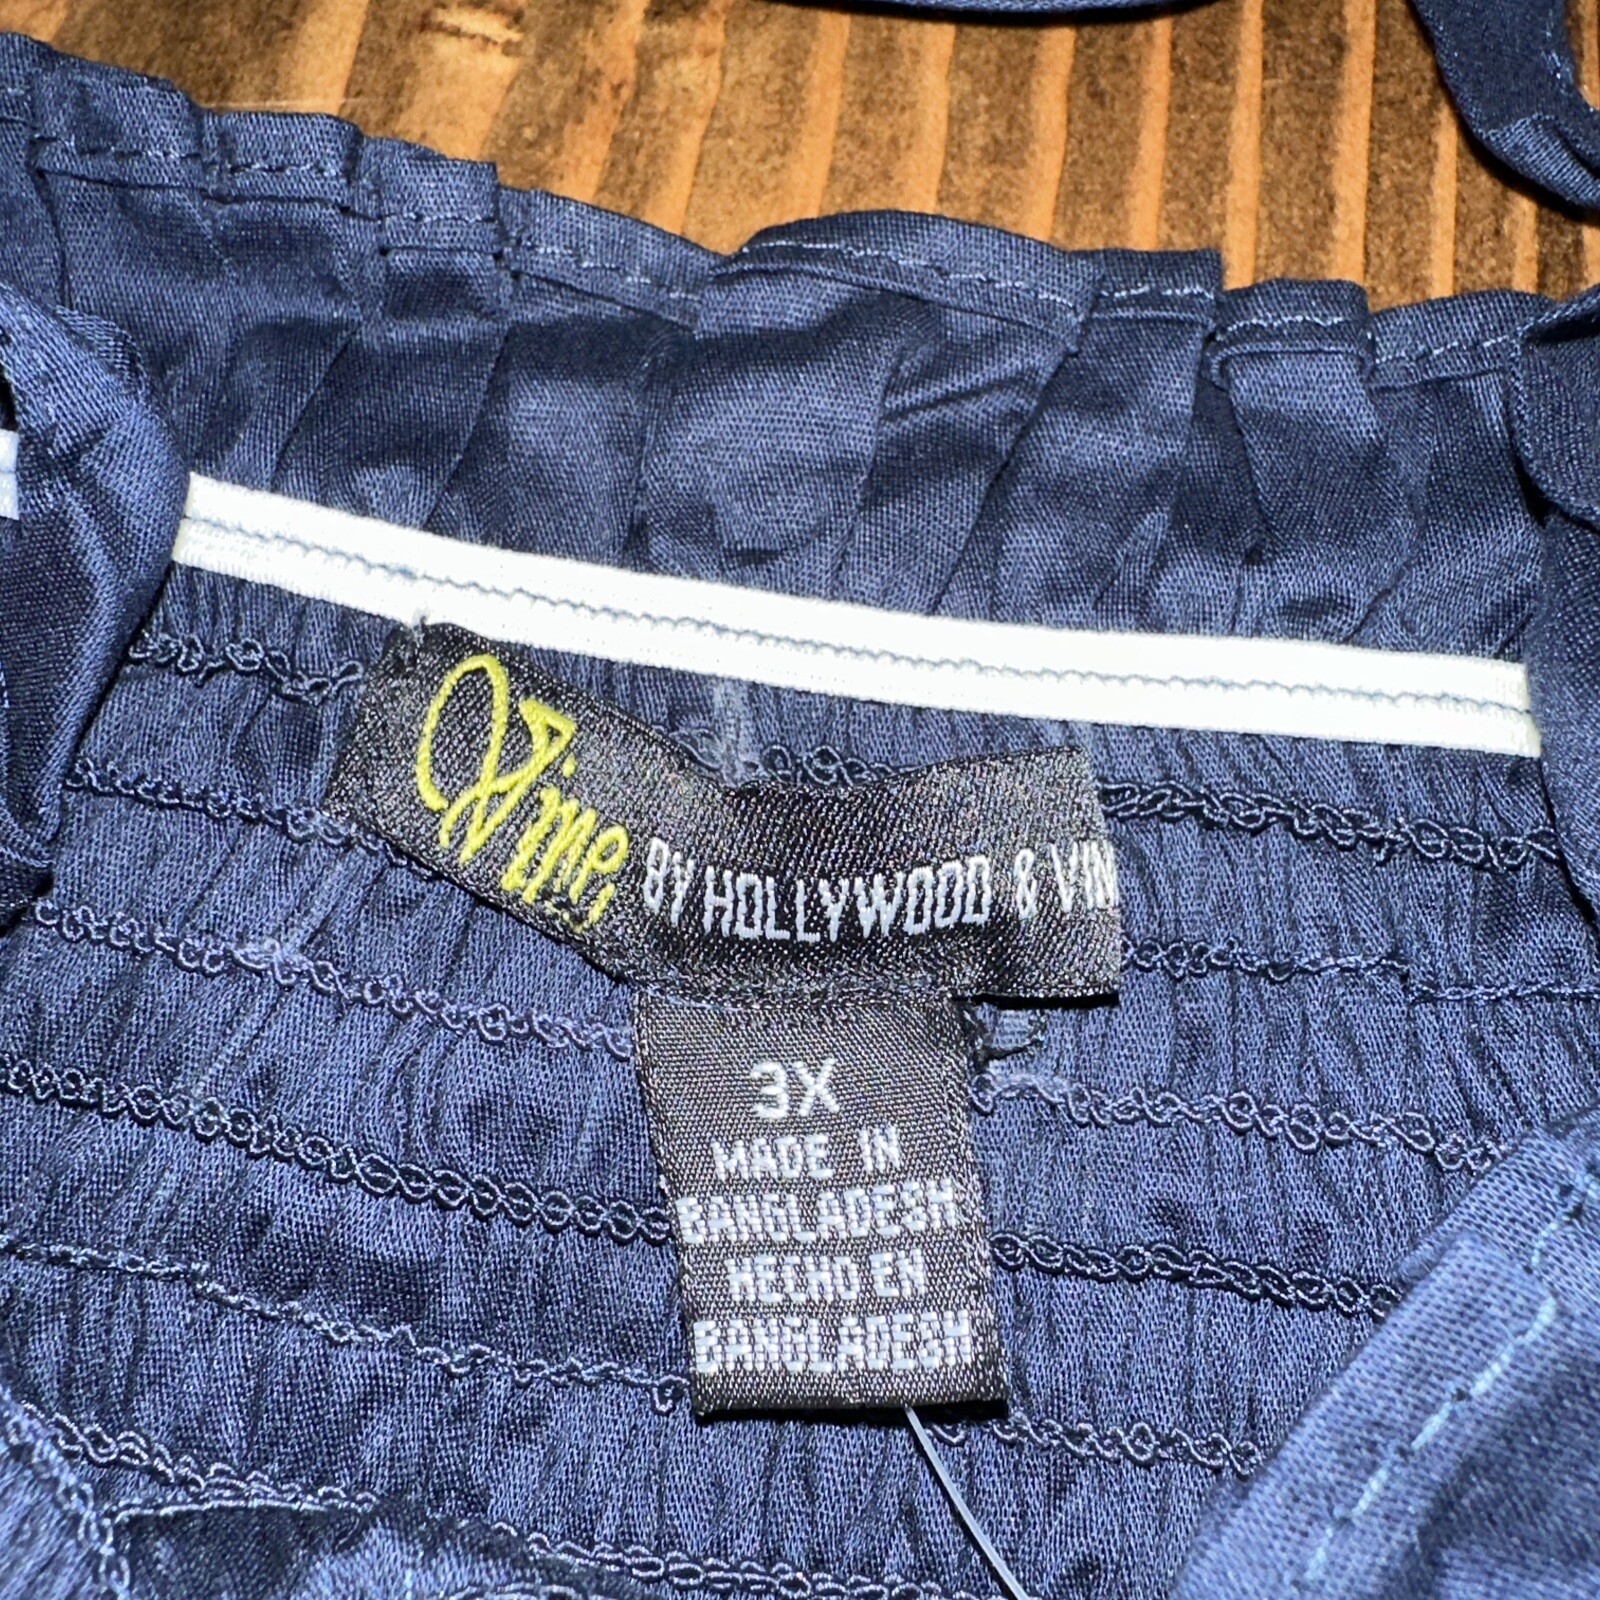 Vine
BY HOLLYWOOD & VIN
3X
MADE IN
BANGLADESH
HECHO EN
BANGLADESH